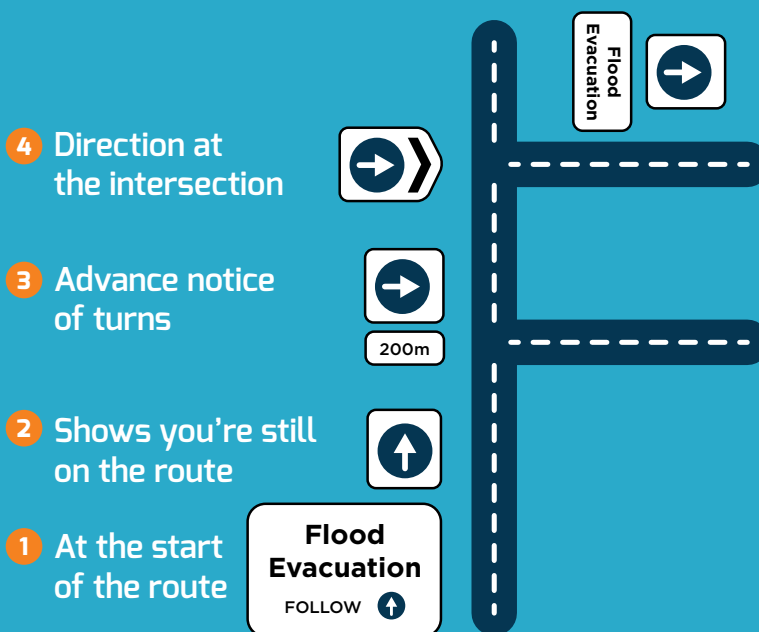 Flood
Evacuation
4 Direction at
the intersection
3 Advance notice
of turns
200m
2 Shows you're still
on the route
1 At the start
of the route
Flood
Evacuation
FOLLOW